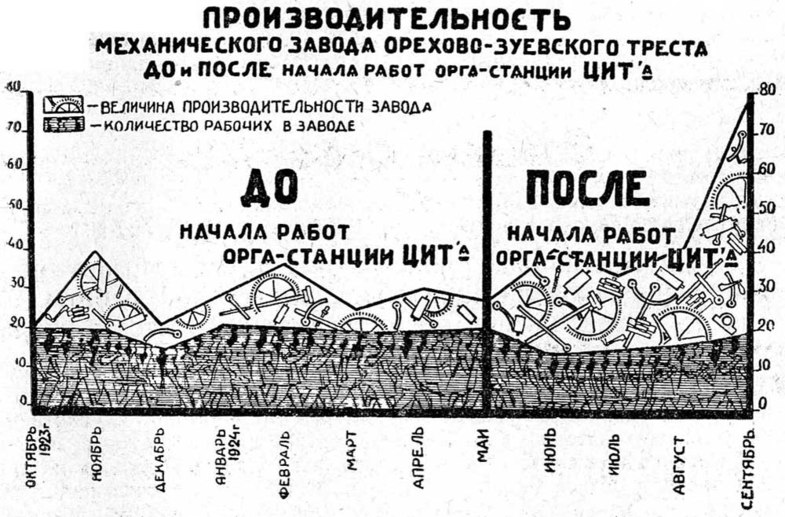 ПРОИЗВОДИТЕЛЬНОСТЬ
МЕХАНИЧЕСКОГО ЗАВОДА ОРЕХОВО-ЗУЕВСКОГО ТРЕСТА
ДО и ПОСЛЕ НАЧАЛА РАБОТ ОРГА-СТАНЦИИ ЦИТ'А
—ВЕЛИЧИНА ПРОИЗВОДИТЕЛЬНОСТИ ЗАВОДА
—КОЛИЧЕСТВО РАБОЧИХ В ЗАВОДЕ
80
70
60
50
40
30
20
10
0
ДО
НАЧАЛА РАБОТ
ОРГА-СТАНЦИИ ЦИТ'А
ПОСЛЕ
НАЧАЛА РАБОТ
ОРГА-СТАНЦИИ ЦИТ'А
80
70
60
50
40
30
20
10
0
ОКТЯБРЬ
1923г
НОЯБРЬ
ДЕКАБРЬ
ЯНВАРЬ
1924г
ФЕВРАЛЬ
МАРТ
АПРЕЛЬ
МАИ
ИЮНЬ
ИЮЛЬ
АВГУСТ
СЕНТЯБРЬ